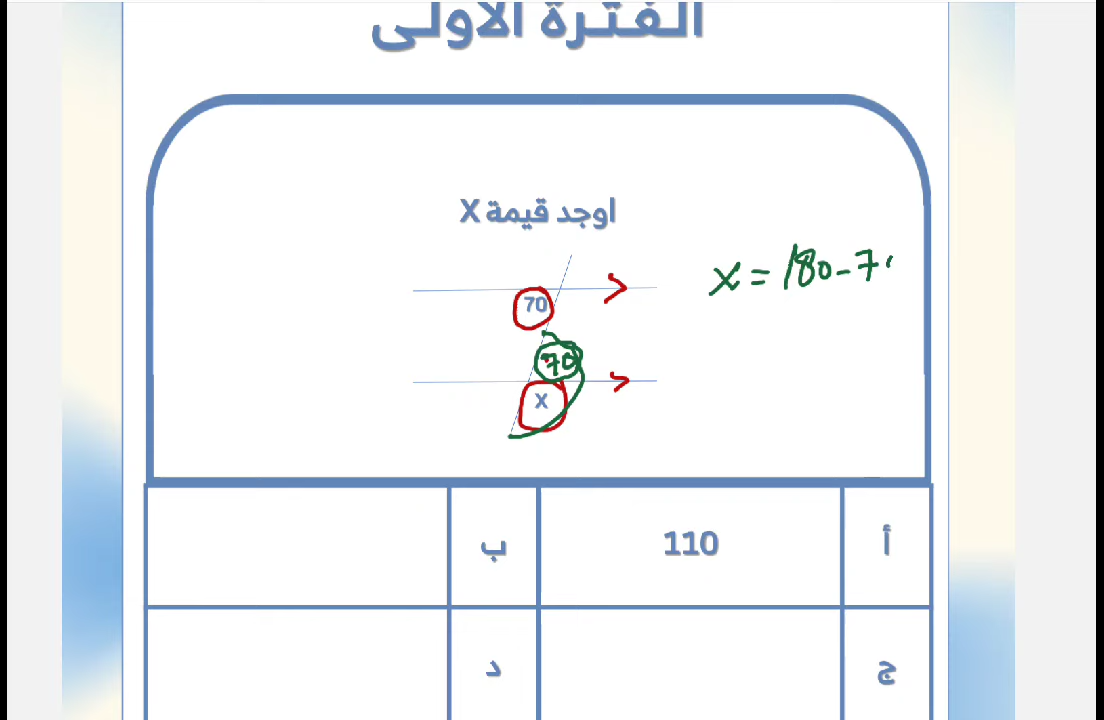 الفترة الأولى
اوجد قيمة X
x = 180 - 70
70
70
X
أ
110
ب
ج
د